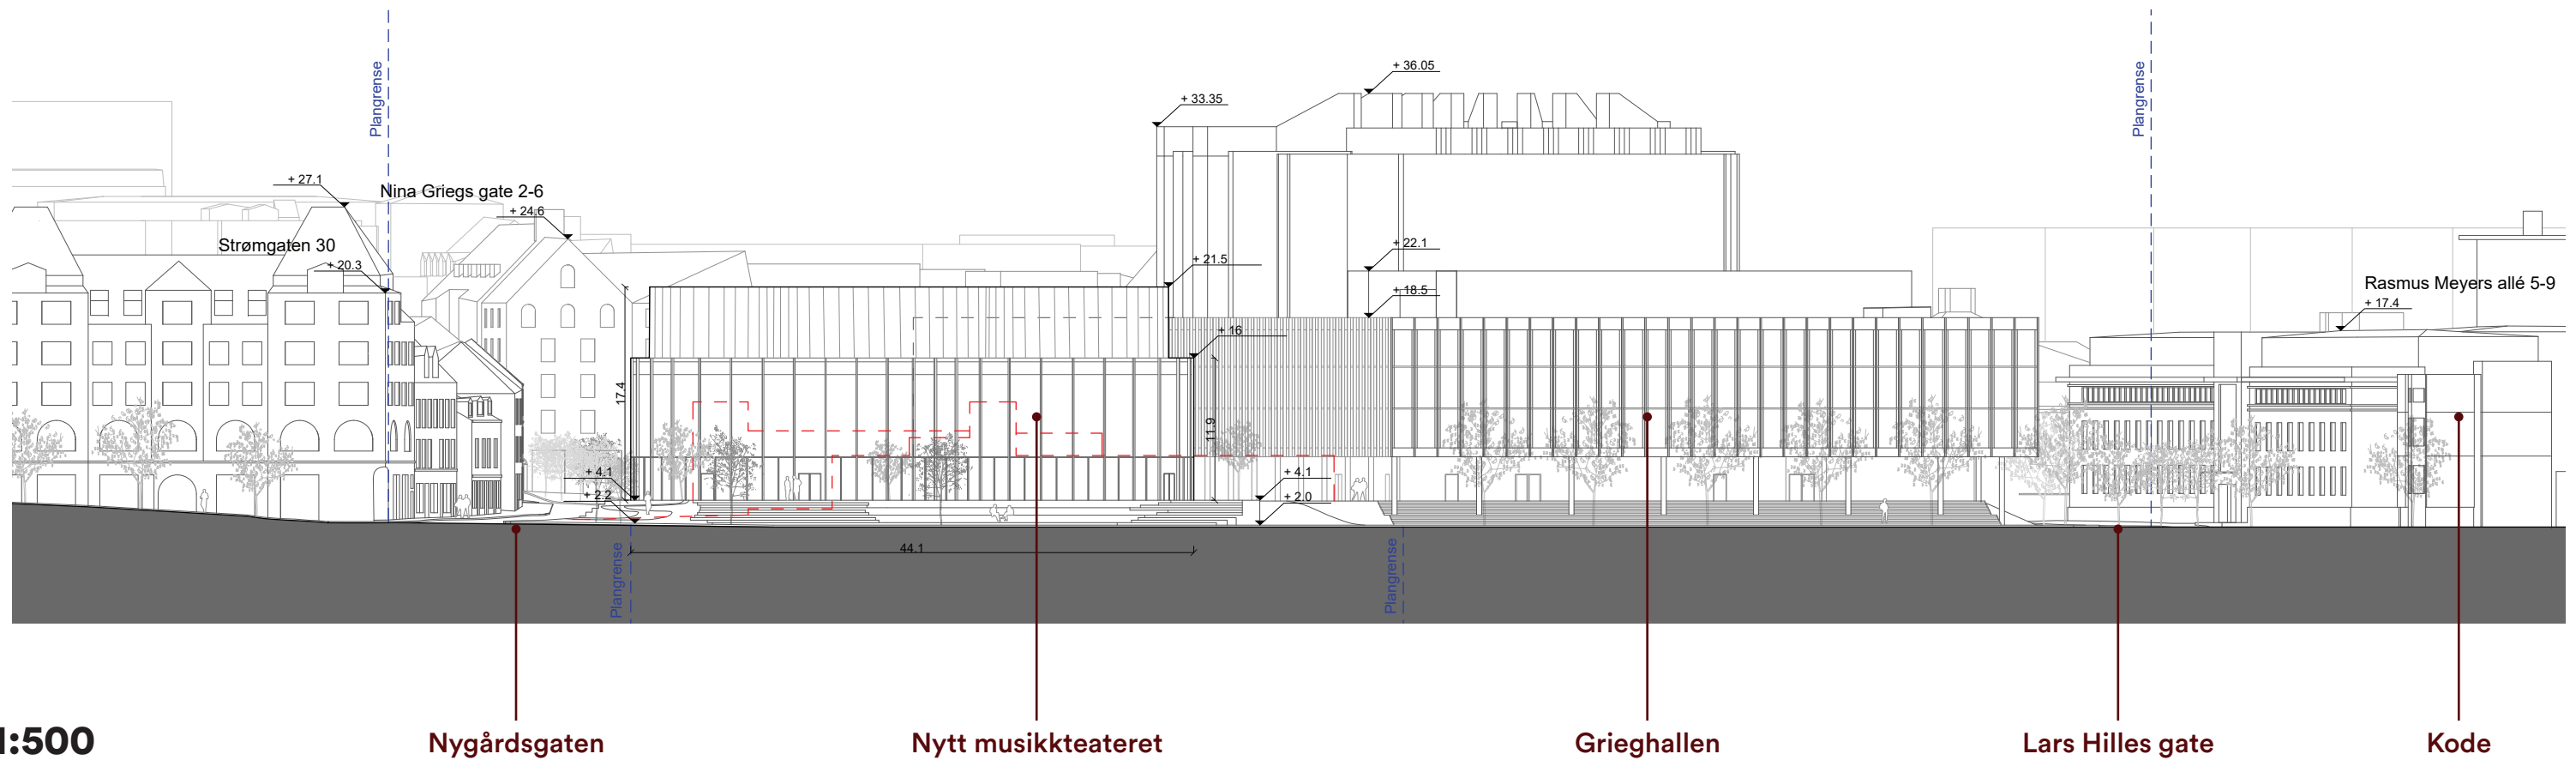 Plangrense
Plangrense
+ 36.05
+ 33.35
+ 27.1
Nina Griegs gate 2-6
+ 24.6
Strømgaten 30
+ 20.3
+ 22.1
+ 21.5
+ 18.5
Rasmus Meyers allé 5-9
+ 17.4
+ 16
17.4
11.9
+ 4.1
+ 2.2
+ 4.1
+ 2.0
44.1
Plangrense
Plangrense
1:500
Nygårdsgaten
Nytt musikkteateret
Grieghallen
Lars Hilles gate
Kode